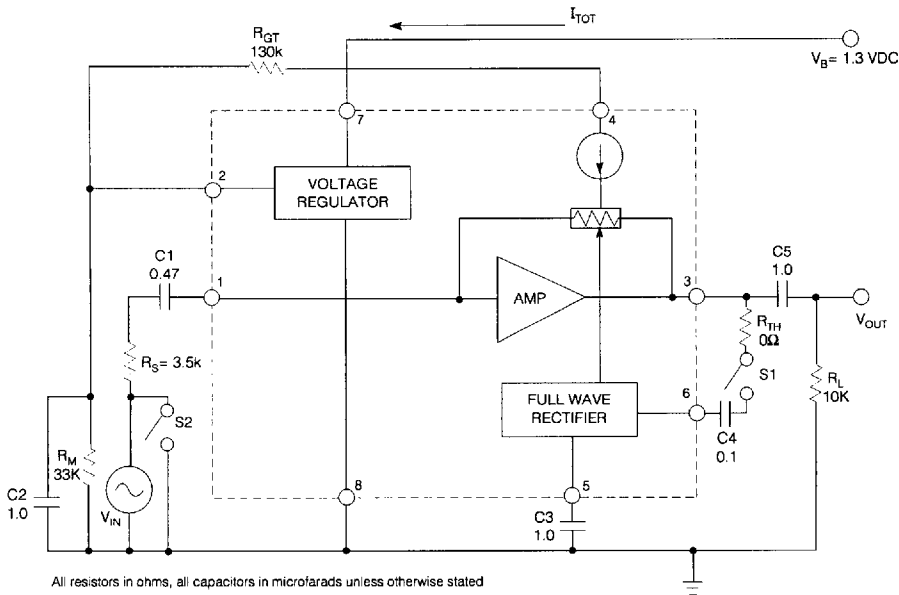 I_TOT
R_GT
130k
V_B= 1.3 VDC
7
4
2
VOLTAGE
REGULATOR
C1
0.47
1
AMP
3
C5
1.0
V_OUT
R_TH
0Ω
S1
R_S= 3.5k
R_L
10K
FULL WAVE
RECTIFIER
6
C4
0.1
S2
R_M
33K
C2
1.0
V_IN
8
5
C3
1.0
All resistors in ohms, all capacitors in microfarads unless otherwise stated